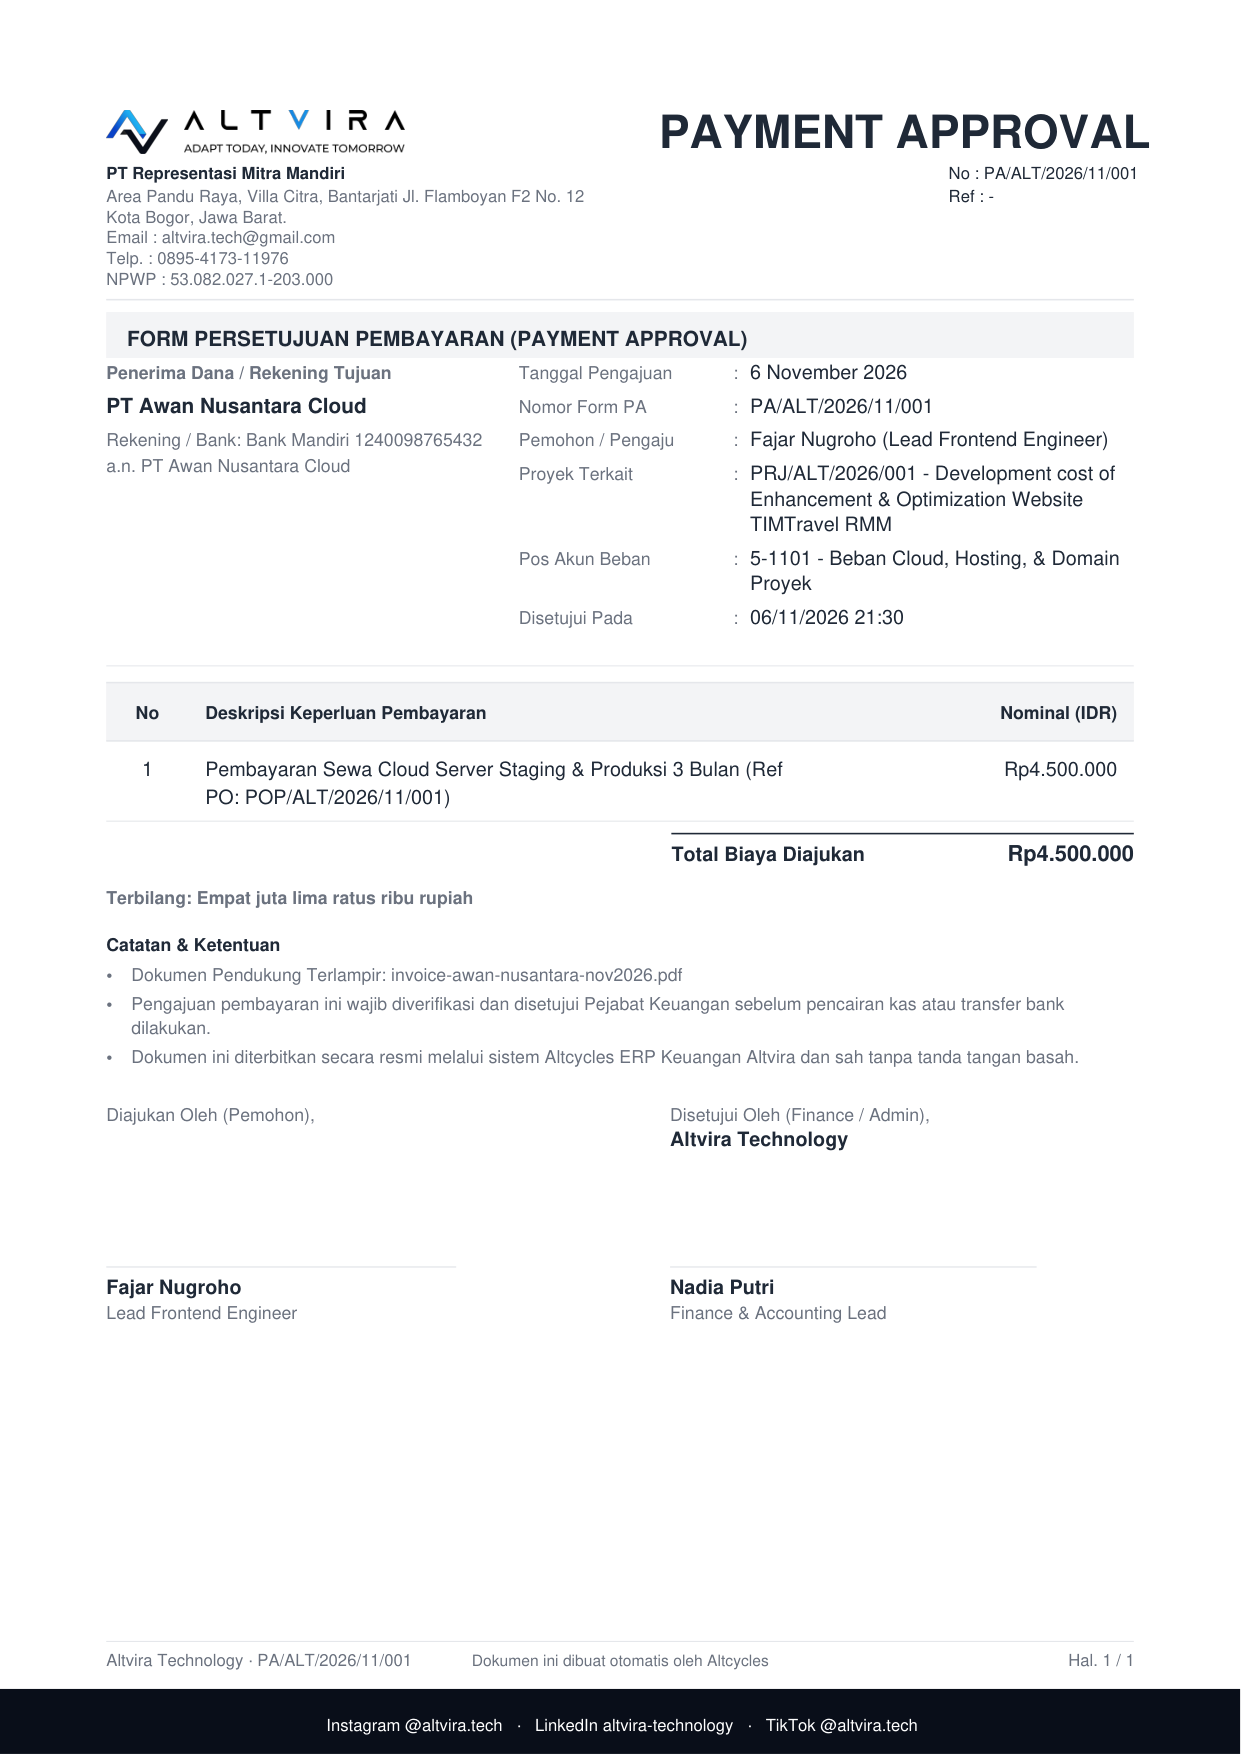 ALTVIRA
ADAPT TODAY, INNOVATE TOMORROW
PAYMENT APPROVAL
PT Representasi Mitra Mandiri
Area Pandu Raya, Villa Citra, Bantarjati Jl. Flamboyan F2 No. 12
Kota Bogor, Jawa Barat.
Email : altvira.tech@gmail.com
Telp. : 0895-4173-11976
NPWP : 53.082.027.1-203.000
No : PA/ALT/2026/11/001
Ref : -
FORM PERSETUJUAN PEMBAYARAN (PAYMENT APPROVAL)
Penerima Dana / Rekening Tujuan
PT Awan Nusantara Cloud
Rekening / Bank: Bank Mandiri 1240098765432
a.n. PT Awan Nusantara Cloud
Tanggal Pengajuan : 6 November 2026
Nomor Form PA : PA/ALT/2026/11/001
Pemohon / Pengaju : Fajar Nugroho (Lead Frontend Engineer)
Proyek Terkait : PRJ/ALT/2026/001 - Development cost of
Enhancement & Optimization Website
TIMTravel RMM
Pos Akun Beban : 5-1101 - Beban Cloud, Hosting, & Domain
Proyek
Disetujui Pada : 06/11/2026 21:30
No Deskripsi Keperluan Pembayaran Nominal (IDR)
1 Pembayaran Sewa Cloud Server Staging & Produksi 3 Bulan (Ref Rp4.500.000
PO: POP/ALT/2026/11/001)
Total Biaya Diajukan Rp4.500.000
Terbilang: Empat juta lima ratus ribu rupiah
Catatan & Ketentuan
• Dokumen Pendukung Terlampir: invoice-awan-nusantara-nov2026.pdf
• Pengajuan pembayaran ini wajib diverifikasi dan disetujui Pejabat Keuangan sebelum pencairan kas atau transfer bank
dilakukan.
• Dokumen ini diterbitkan secara resmi melalui sistem Altcycles ERP Keuangan Altvira dan sah tanpa tanda tangan basah.
Diajukan Oleh (Pemohon),
Disetujui Oleh (Finance / Admin),
Altvira Technology
Fajar Nugroho
Lead Frontend Engineer
Nadia Putri
Finance & Accounting Lead
Altvira Technology · PA/ALT/2026/11/001 Dokumen ini dibuat otomatis oleh Altcycles Hal. 1 / 1
Instagram @altvira.tech · LinkedIn altvira-technology · TikTok @altvira.tech